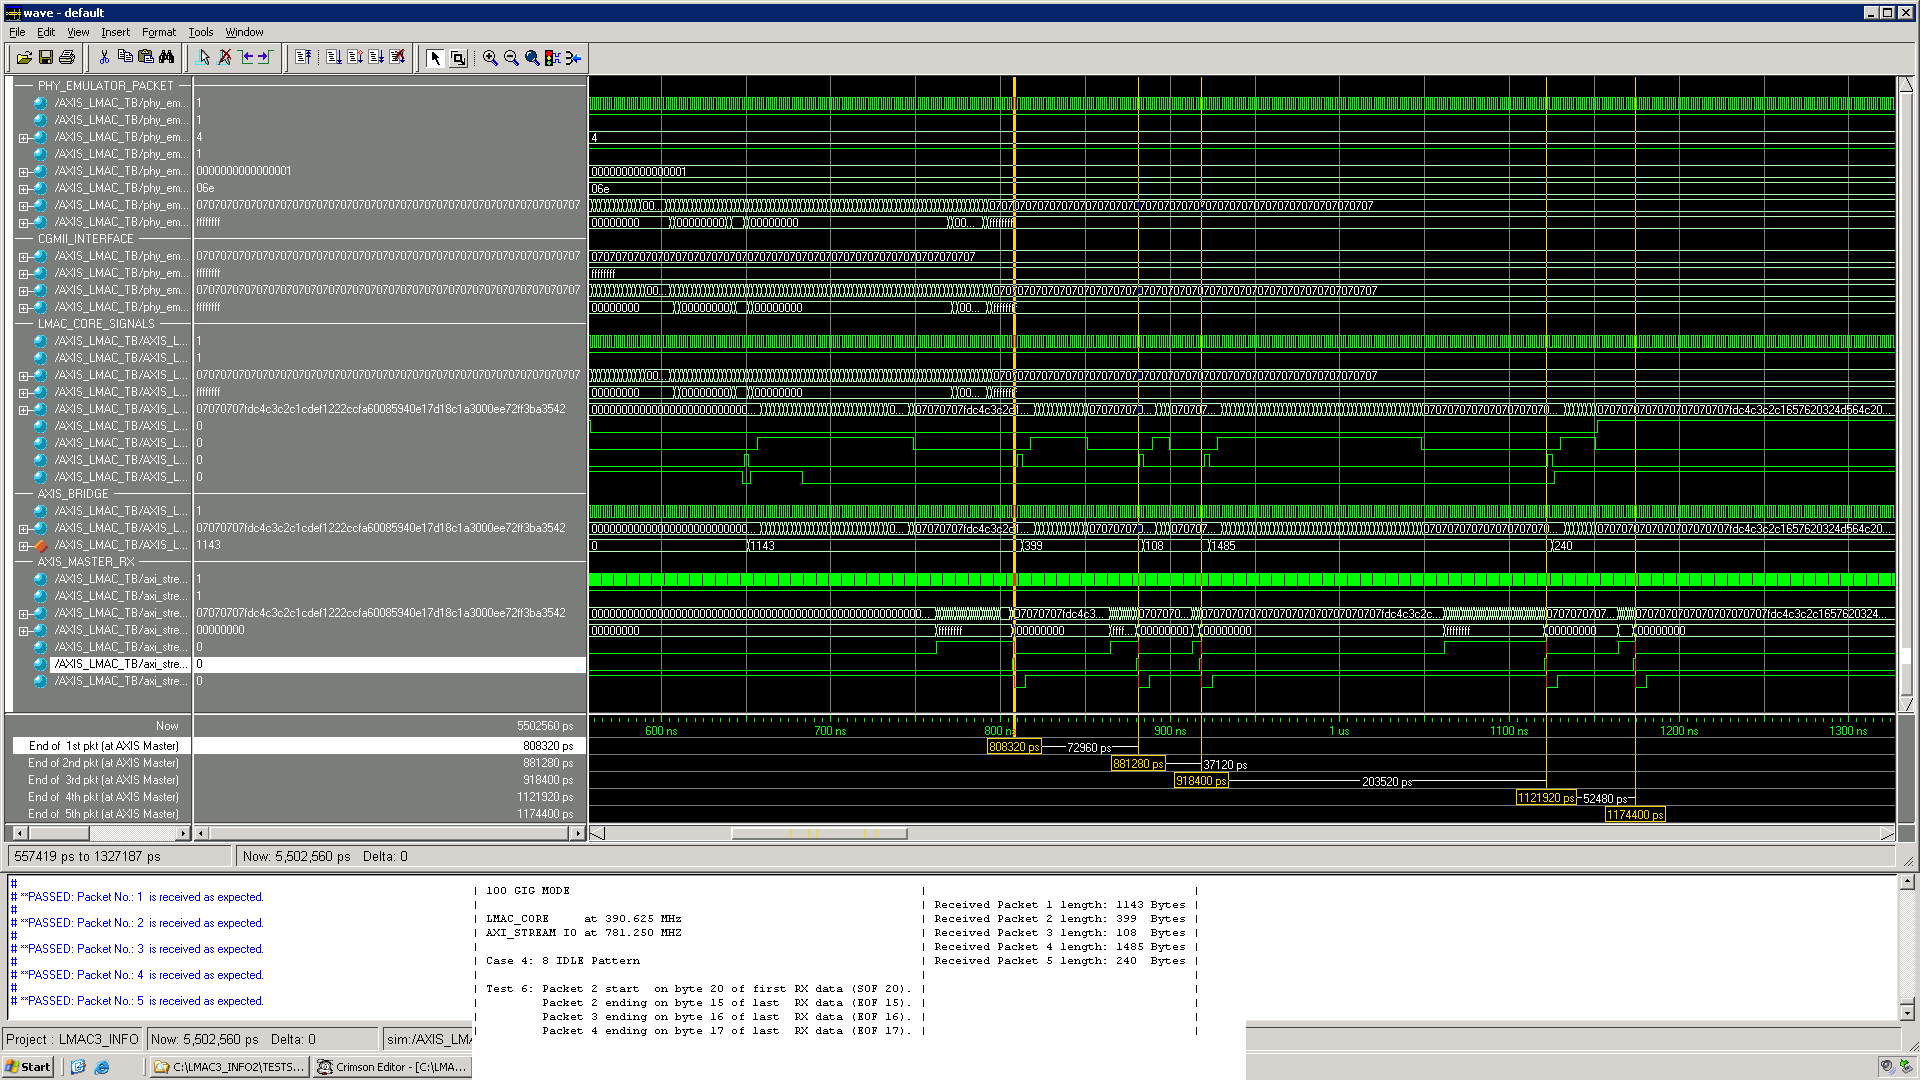 wave - default
File Edit View Insert Format Tools Window
PHY_EMULATOR_PACKET
/AXIS_LMAC_TB/phy_em... 1
/AXIS_LMAC_TB/phy_em... 1
/AXIS_LMAC_TB/phy_em... 4 4
/AXIS_LMAC_TB/phy_em... 1
/AXIS_LMAC_TB/phy_em... 0000000000000001 0000000000000001
/AXIS_LMAC_TB/phy_em... 06e 06e
/AXIS_LMAC_TB/phy_em... 0707070707070707070707070707070707070707070707070707070707070707 00...
/AXIS_LMAC_TB/phy_em... ffffffff 00000000 00000000 00000000 00... ffffffff
CGMII_INTERFACE
/AXIS_LMAC_TB/phy_em... 0707070707070707070707070707070707070707070707070707070707070707 0707070707070707070707070707070707070707070707070707070707070707
/AXIS_LMAC_TB/phy_em... ffffffff ffffffff
/AXIS_LMAC_TB/phy_em... 0707070707070707070707070707070707070707070707070707070707070707 00...
/AXIS_LMAC_TB/phy_em... ffffffff 00000000 00000000 00000000 00... ffffffff
LMAC_CORE_SIGNALS
/AXIS_LMAC_TB/AXIS_L... 1
/AXIS_LMAC_TB/AXIS_L... 1
/AXIS_LMAC_TB/AXIS_L... 0707070707070707070707070707070707070707070707070707070707070707 00...
/AXIS_LMAC_TB/AXIS_L... ffffffff 00000000 00000000 00000000 00... ffffffff
/AXIS_LMAC_TB/AXIS_L... 07070707fdc4c3c2c1cdef1222ccfa60085940e17d18c1a3000ee72ff3ba3542 0... 07070707fdc4c3c2c1...
/AXIS_LMAC_TB/AXIS_L... 0
/AXIS_LMAC_TB/AXIS_L... 0
/AXIS_LMAC_TB/AXIS_L... 0
/AXIS_LMAC_TB/AXIS_L... 0
AXIS_BRIDGE
/AXIS_LMAC_TB/AXIS_L... 1
/AXIS_LMAC_TB/AXIS_L... 07070707fdc4c3c2c1cdef1222ccfa60085940e17d18c1a3000ee72ff3ba3542 0... 07070707fdc4c3c2c1...
/AXIS_LMAC_TB/AXIS_L... 1143 0 1143 399 108 1485 240
AXIS_MASTER_RX
/AXIS_LMAC_TB/axi_stre... 1
/AXIS_LMAC_TB/axi_stre... 1
/AXIS_LMAC_TB/axi_stre... 07070707fdc4c3c2c1cdef1222ccfa60085940e17d18c1a3000ee72ff3ba3542 07070707fdc4c3... 0707070...
/AXIS_LMAC_TB/axi_stre... 00000000 00000000 ffffffff 00000000 ffff... 00000000 00000000 ffffffff 00000000 00000000
/AXIS_LMAC_TB/axi_stre... 0
/AXIS_LMAC_TB/axi_stre... 0
/AXIS_LMAC_TB/axi_stre... 0
Now 5502560 ps 600 ns 700 ns 800 ns 900 ns 1 us 1100 ns 1200 ns 1300 ns
End of 1st pkt (at AXIS Master) 808320 ps 808320 ps 72960 ps
End of 2nd pkt (at AXIS Master) 881280 ps 881280 ps 37120 ps
End of 3rd pkt (at AXIS Master) 918400 ps 918400 ps 203520 ps
End of 4th pkt (at AXIS Master) 1121920 ps 1121920 ps 52480 ps
End of 5th pkt (at AXIS Master) 1174400 ps 1174400 ps
557419 ps to 1327187 ps Now: 5,502,560 ps Delta: 0
#
# **PASSED: Packet No.: 1 is received as expected.
#
# **PASSED: Packet No.: 2 is received as expected.
#
# **PASSED: Packet No.: 3 is received as expected.
#
# **PASSED: Packet No.: 4 is received as expected.
#
# **PASSED: Packet No.: 5 is received as expected.
| 100 GIG MODE | |
| | Received Packet 1 length: 1143 Bytes |
| LMAC_CORE at 390.625 MHz | Received Packet 2 length: 399 Bytes |
| AXI_STREAM IO at 781.250 MHZ | Received Packet 3 length: 108 Bytes |
| | Received Packet 4 length: 1485 Bytes |
| Case 4: 8 IDLE Pattern | Received Packet 5 length: 240 Bytes |
| Test 6: Packet 2 start on byte 20 of first RX data (SOF 20). | |
| Packet 2 ending on byte 15 of last RX data (EOF 15). | |
| Packet 3 ending on byte 16 of last RX data (EOF 16). | |
| Packet 4 ending on byte 17 of last RX data (EOF 17). | |
Project : LMAC3_INFO Now: 5,502,560 ps Delta: 0 sim:/AXIS_LMA
Start C:\LMAC3_INFO2\TESTS... Crimson Editor - [C:\LMA...